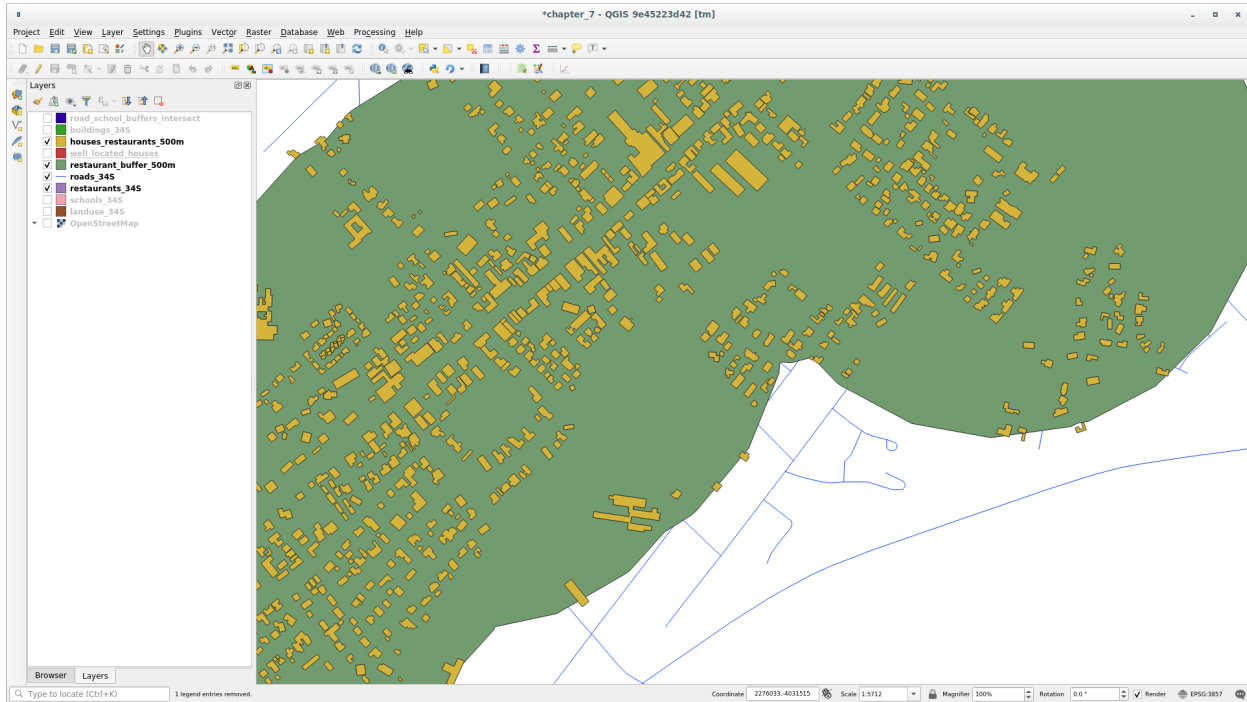 *chapter_7 - QGIS 9e45223d42 [tm]
Project Edit View Layer Settings Plugins Vector Raster Database Web Processing Help
Layers
road_school_buffers_intersect
buildings_34S
houses_restaurants_500m
well_located_houses
restaurant_buffer_500m
roads_34S
restaurants_34S
schools_34S
landuse_34S
OpenStreetMap
Browser Layers
Type to locate (Ctrl+K) 1 legend entries removed. Coordinate 2276033,-4031515 Scale 1:5712 Magnifier 100% Rotation 0.0 ° Render EPSG:3857